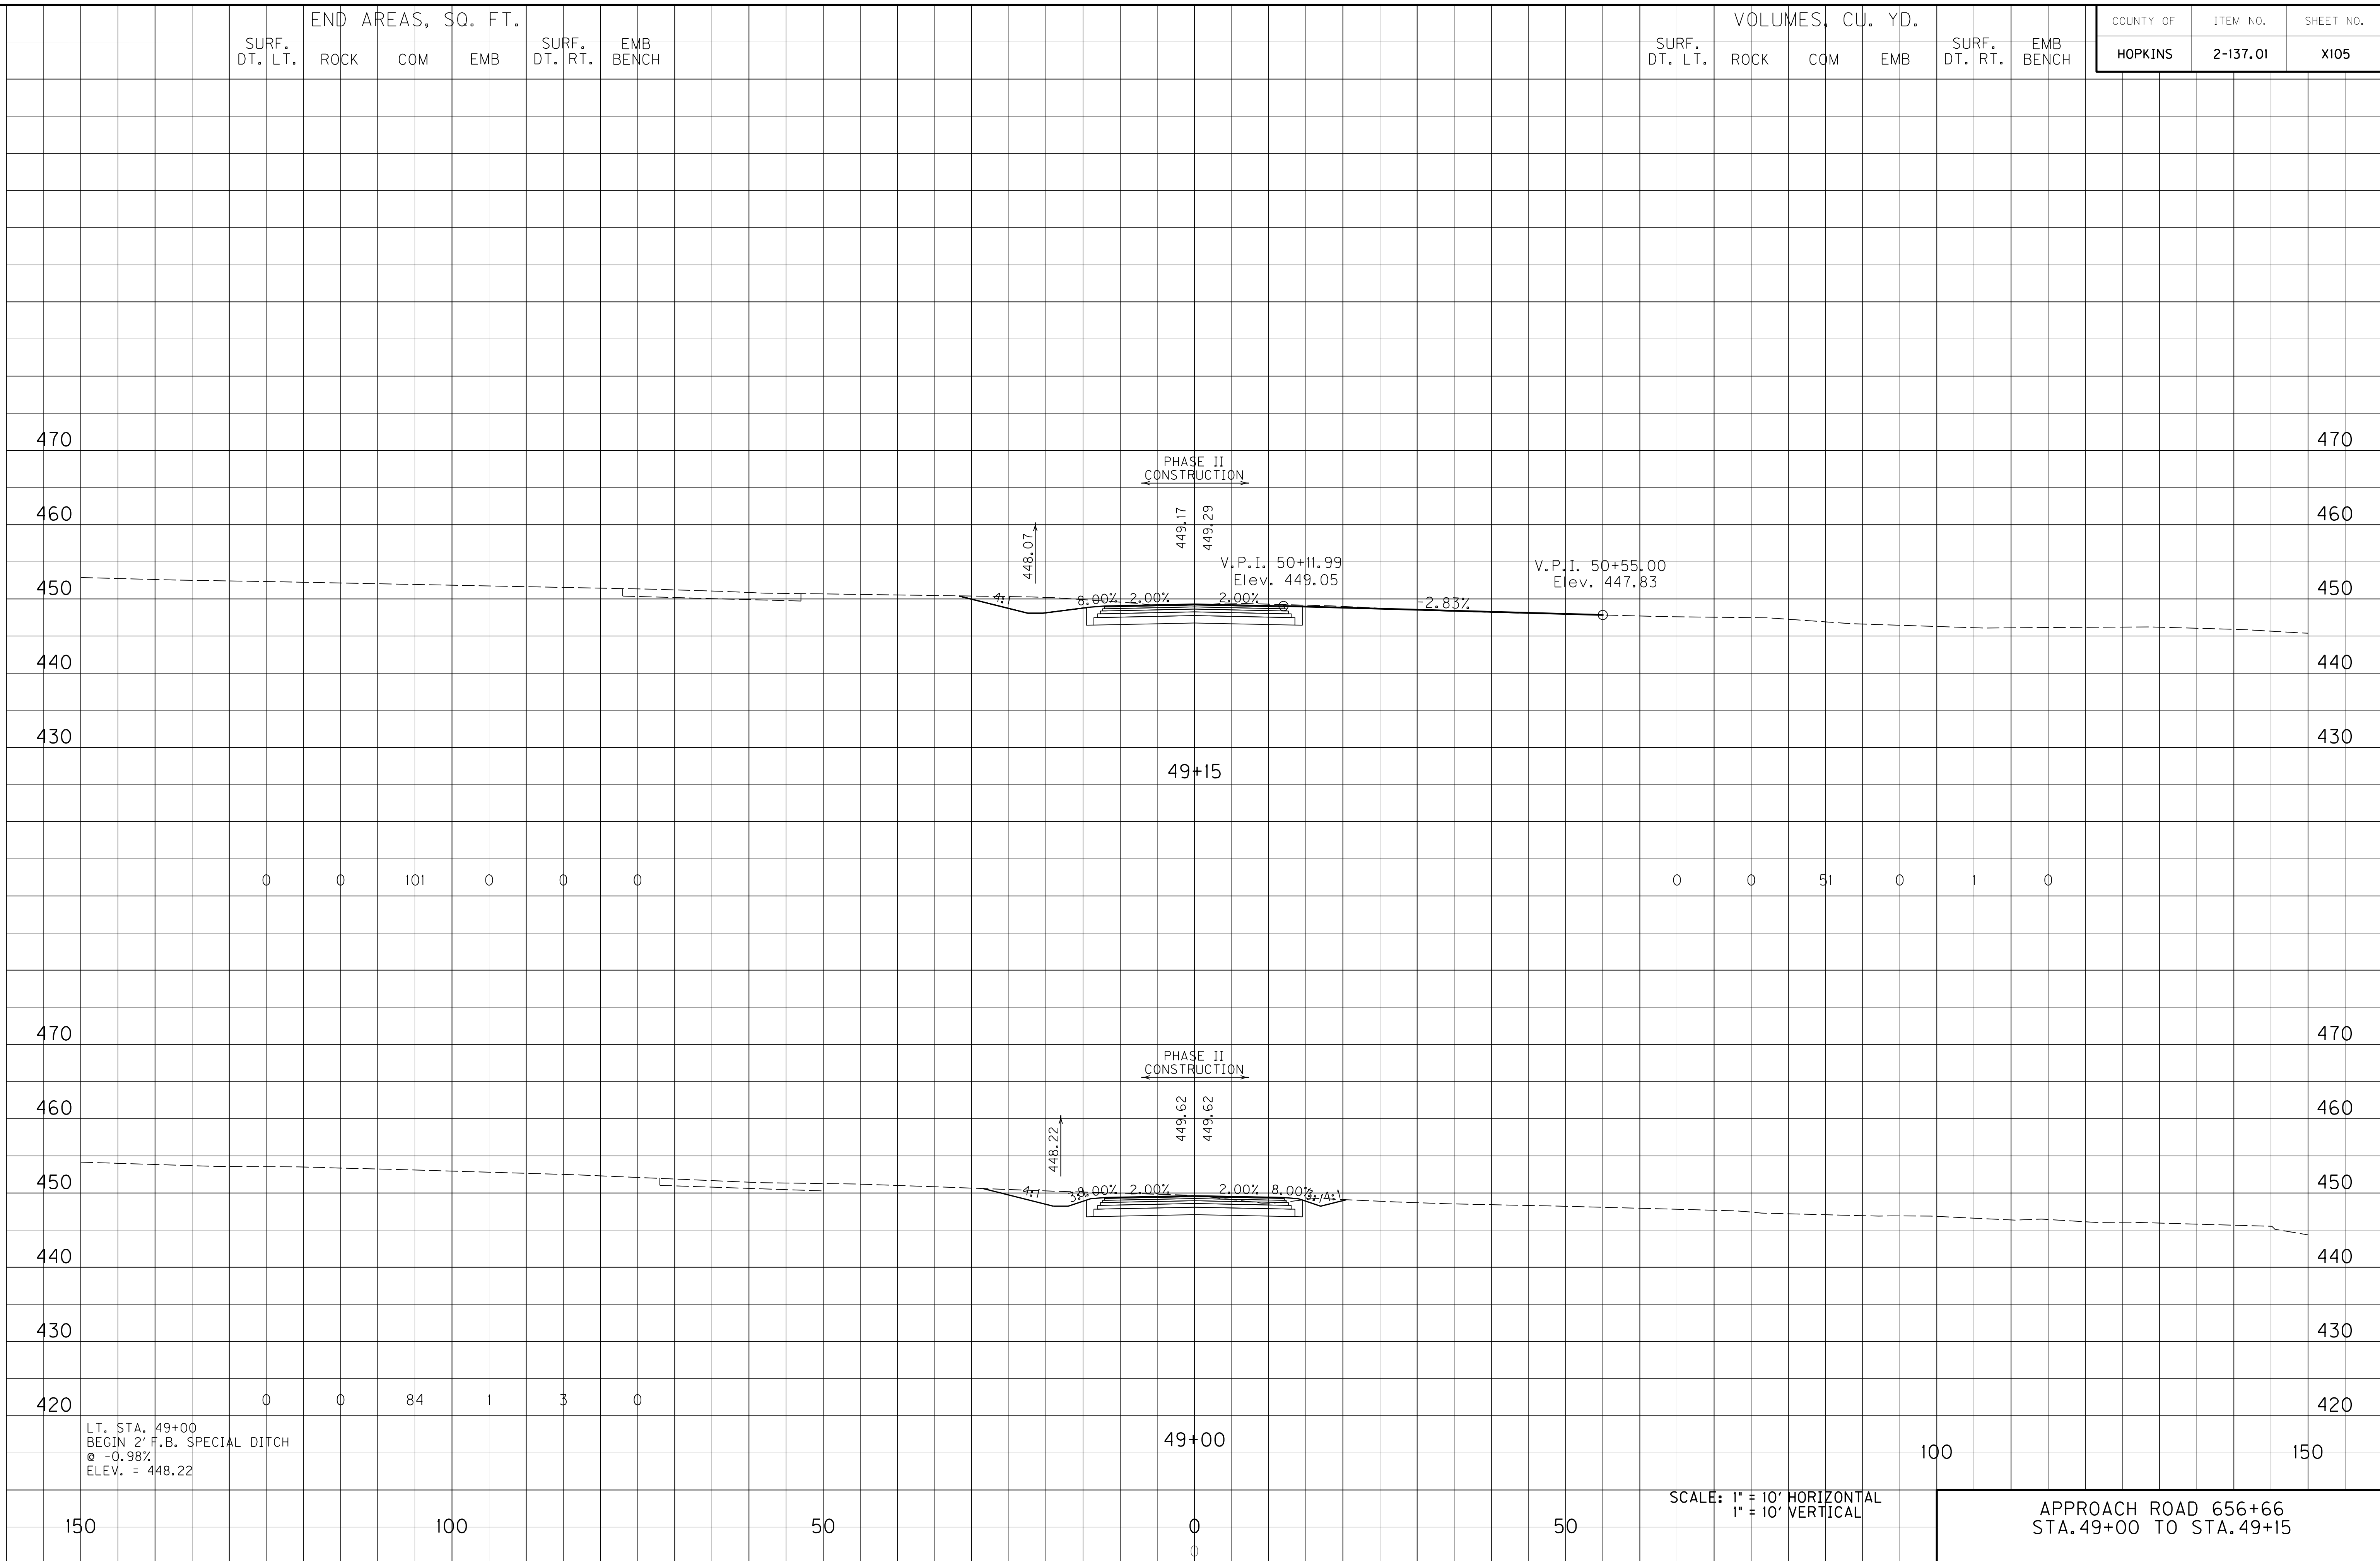 END AREAS, SQ. FT.
SURF. DT. LT. ROCK COM EMB SURF. DT. RT. EMB BENCH
VOLUMES, CU. YD.
SURF. DT. LT. ROCK COM EMB SURF. DT. RT. EMB BENCH
COUNTY OF ITEM NO. SHEET NO.
HOPKINS 2-137.01 X105
470 470
PHASE II
CONSTRUCTION
460 460
448.07
449.17
449.29
V.P.I. 50+11.99
Elev. 449.05
V.P.I. 50+55.00
Elev. 447.83
450 450
4:1 8.00% 2.00% 2.00% -2.83%
440 440
430 430
49+15
0 0 101 0 0 0
0 0 51 0 1 0
470 470
PHASE II
CONSTRUCTION
460 460
448.22
449.62
449.62
450 450
4:1 8.00% 2.00% 2.00% 8.00% 4:1
440 440
430 430
420 420
0 0 84 1 3 0
LT. STA. 49+00
BEGIN 2' F.B. SPECIAL DITCH
@ -0.98%
ELEV. = 448.22
49+00
100 150
SCALE: 1" = 10' HORIZONTAL
1" = 10' VERTICAL
150 100 50 0 50
0
APPROACH ROAD 656+66
STA.49+00 TO STA.49+15